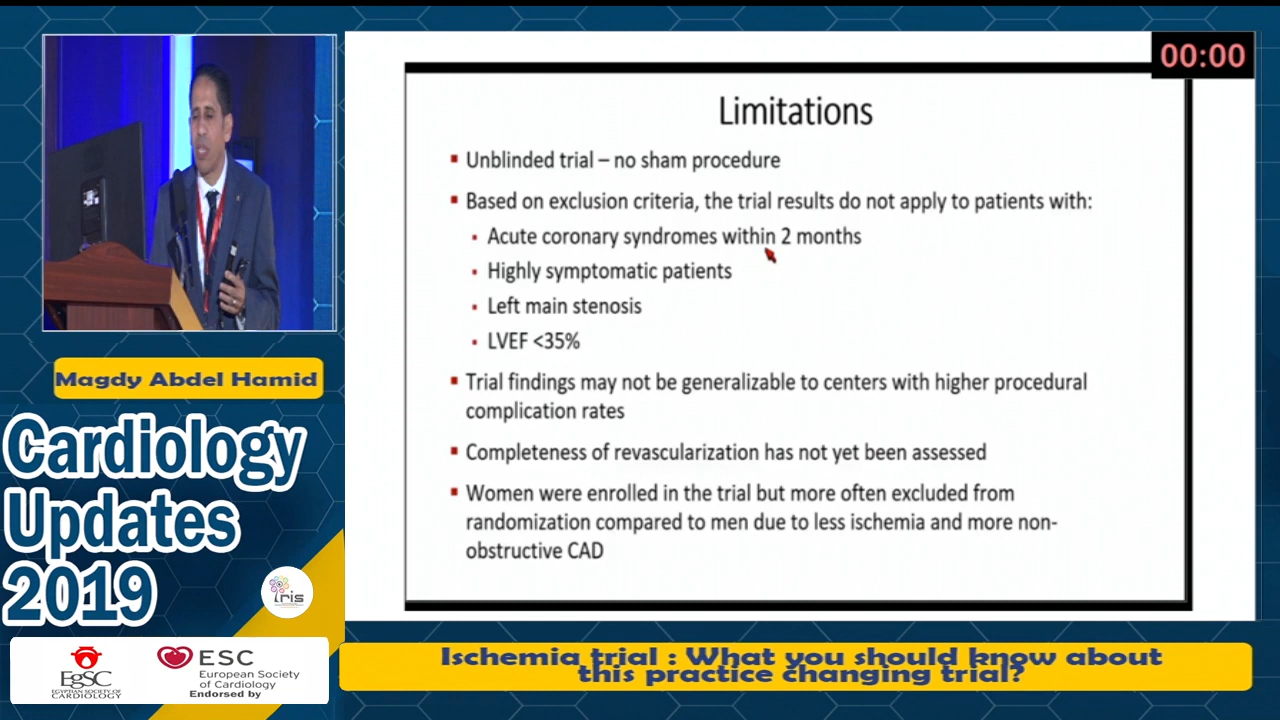 00:00
Limitations
Unblinded trial – no sham procedure
Based on exclusion criteria, the trial results do not apply to patients with:
Acute coronary syndromes within 2 months
Highly symptomatic patients
Left main stenosis
LVEF <35%
Trial findings may not be generalizable to centers with higher procedural
complication rates
Completeness of revascularization has not yet been assessed
Women were enrolled in the trial but more often excluded from
randomization compared to men due to less ischemia and more non-
obstructive CAD
Magdy Abdel Hamid
Cardiology
Updates
2019
iris
EgSC
EGYPTIAN SOCIETY OF
CARDIOLOGY
ESC
European Society
of Cardiology
Endorsed by
Ischemia trial : What you should know about
this practice changing trial?